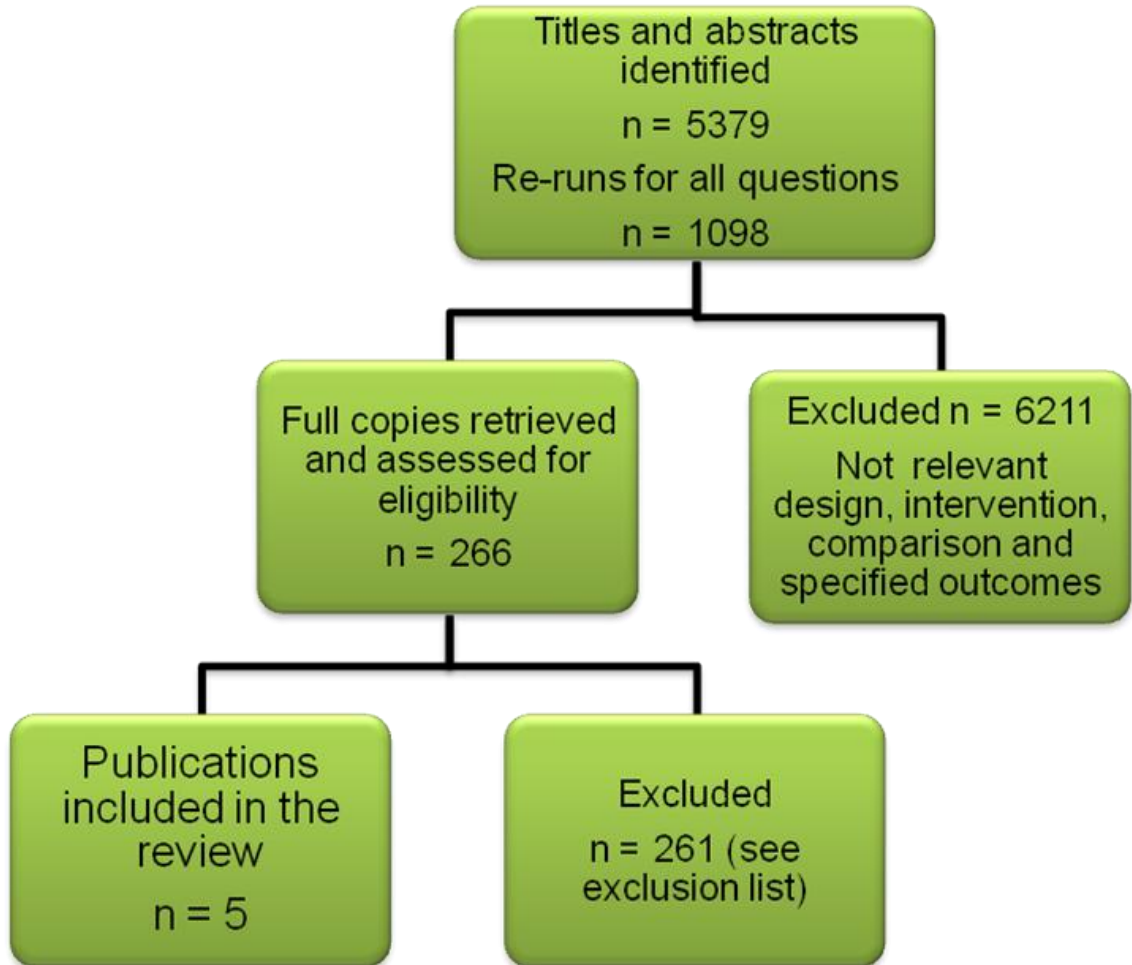 Titles and abstracts
identified
n = 5379
Re-runs for all questions
n = 1098
Full copies retrieved
and assessed for
eligibility
n = 266
Excluded n = 6211
Not relevant
design, intervention,
comparison and
specified outcomes
Publications
included in the
review
n = 5
Excluded
n = 261 (see
exclusion list)